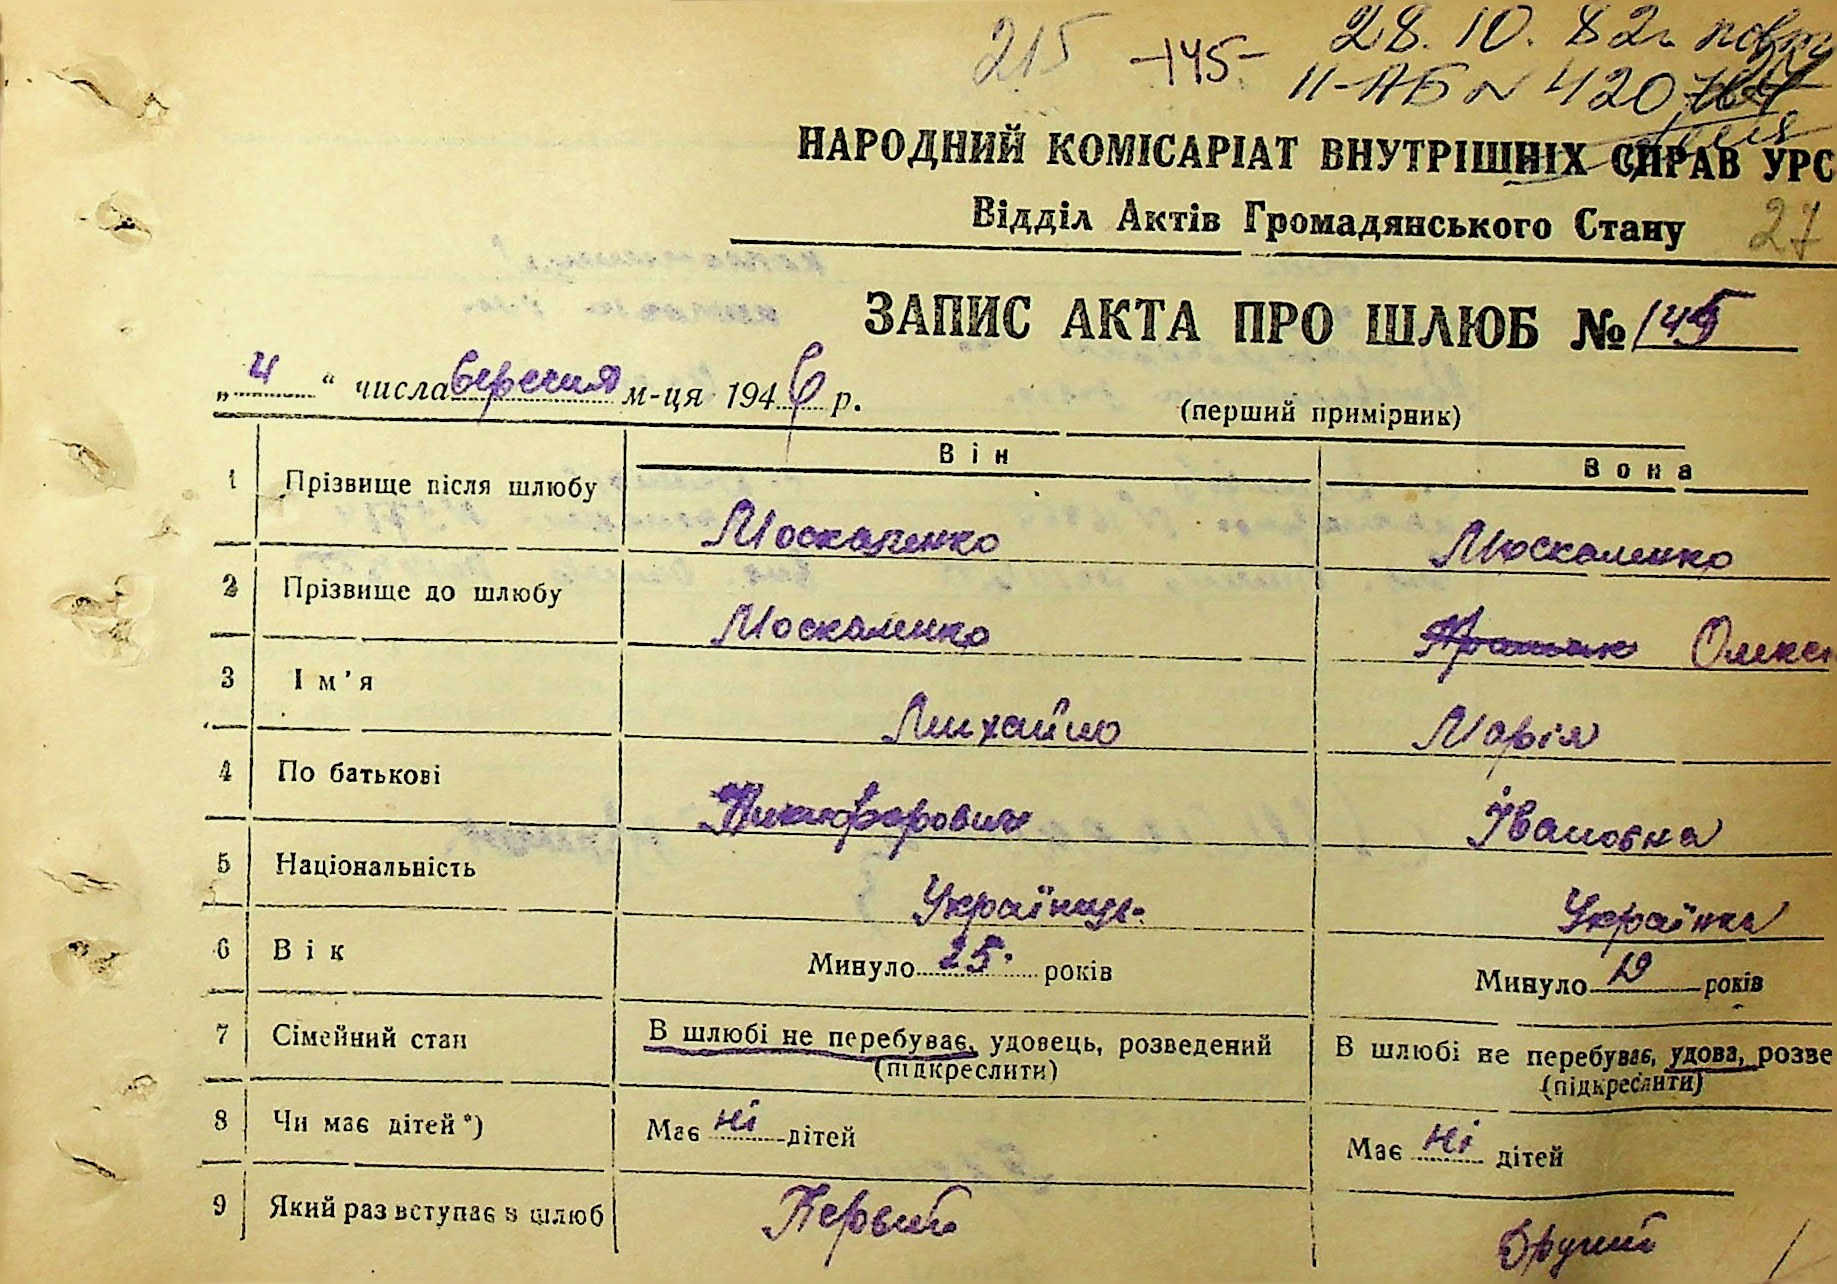 215 -145- 28.10.82г. повт
II-АБ № 420
НАРОДНИЙ КОМІСАРІАТ ВНУТРІШНІХ СПРАВ УРС
Відділ Актів Громадянського Стану 27
ЗАПИС АКТА ПРО ШЛЮБ № 145
„ 4 “ числа березня м-ця 1946 р. (перший примірник)
Він Вона
1 Прізвище після шлюбу Москаленко Москаленко
2 Прізвище до шлюбу Москаленко Олекс
3 Ім’я Михайло Марія
4 По батькові Никифорович Івановна
5 Національність Українець Українка
6 Вік Минуло 25 років Минуло 19 років
7 Сімейний стан В шлюбі не перебуває, удовець, розведений В шлюбі не перебуває, удова, розве
(підкреслити) (підкреслити)
8 Чи має дітей*) Має ні дітей Має ні дітей
9 Який раз вступає в шлюб Первий Другий